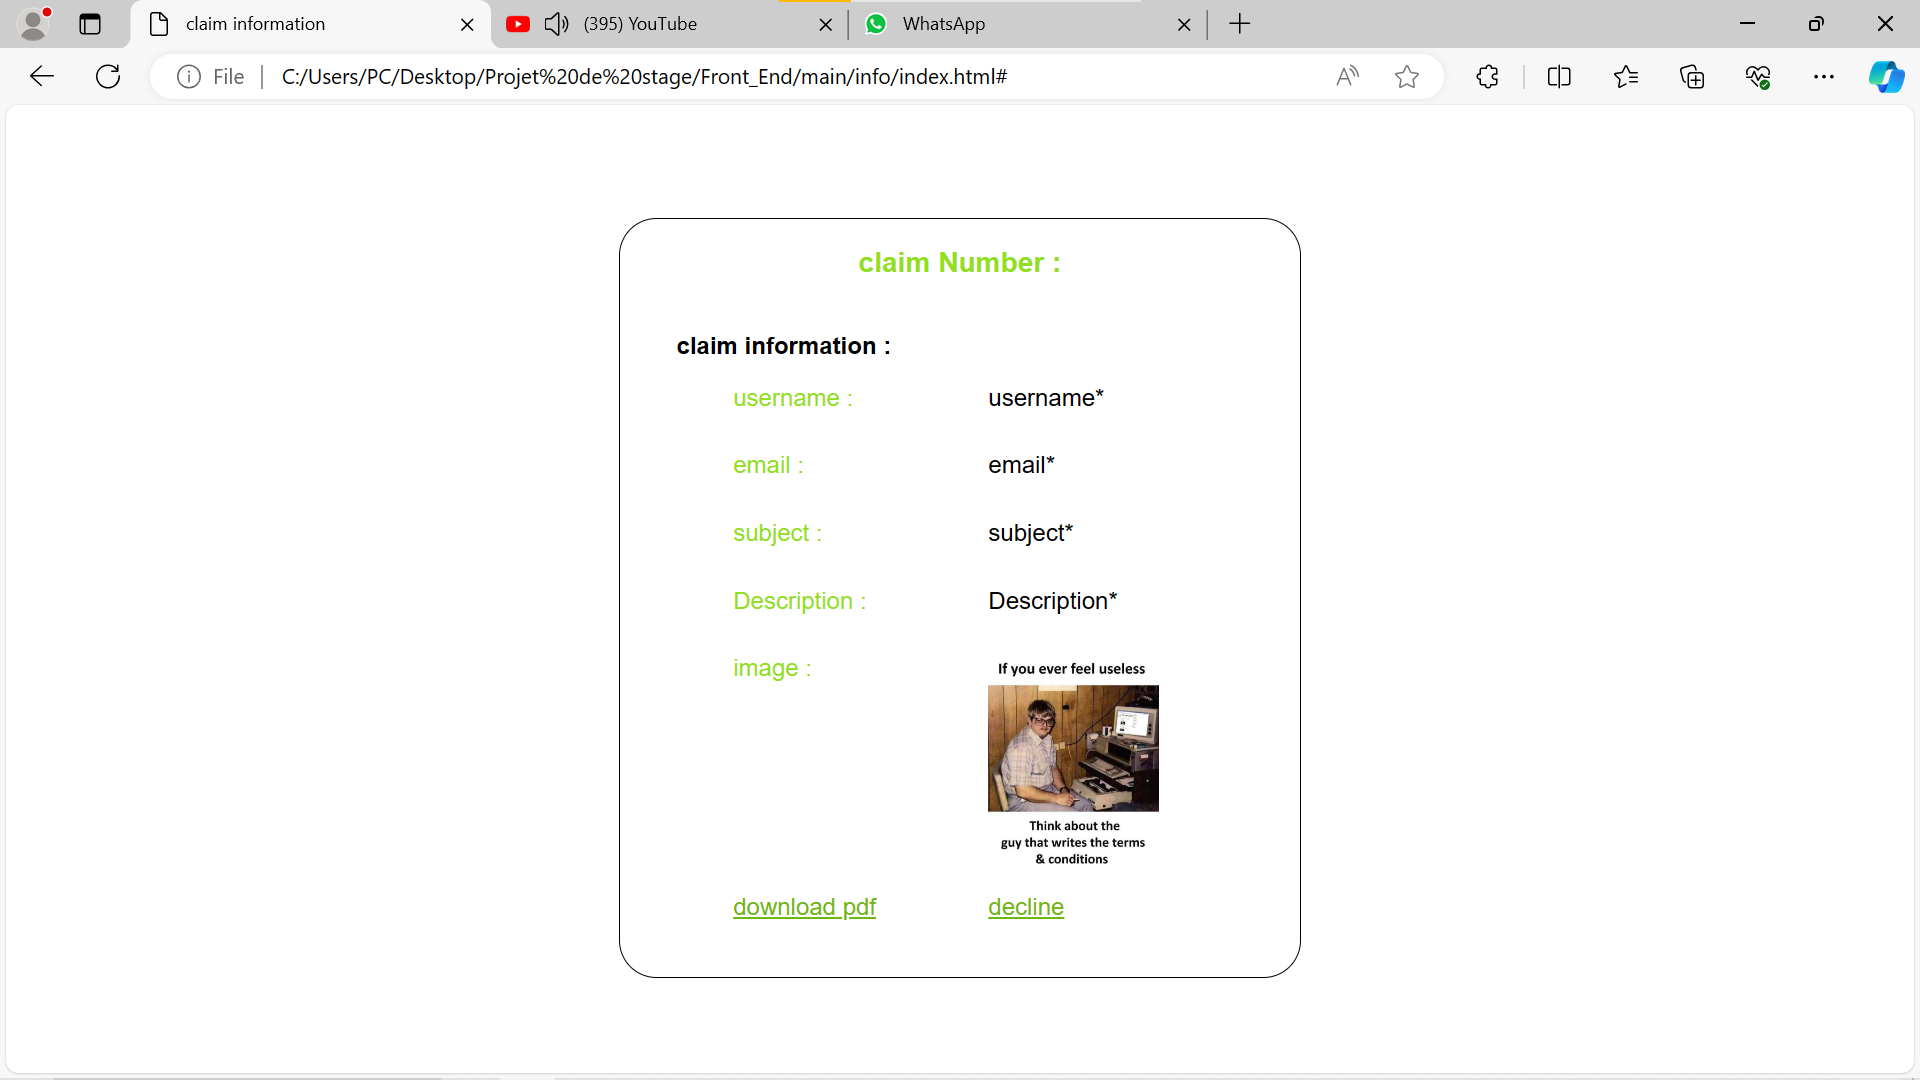 claim information
(395) YouTube
WhatsApp
File
C:/Users/PC/Desktop/Projet%20de%20stage/Front_End/main/info/index.html#
claim Number :
claim information :
username : username*
email : email*
subject : subject*
Description : Description*
image :
If you ever feel useless
Think about the
guy that writes the terms
& conditions
download pdf decline